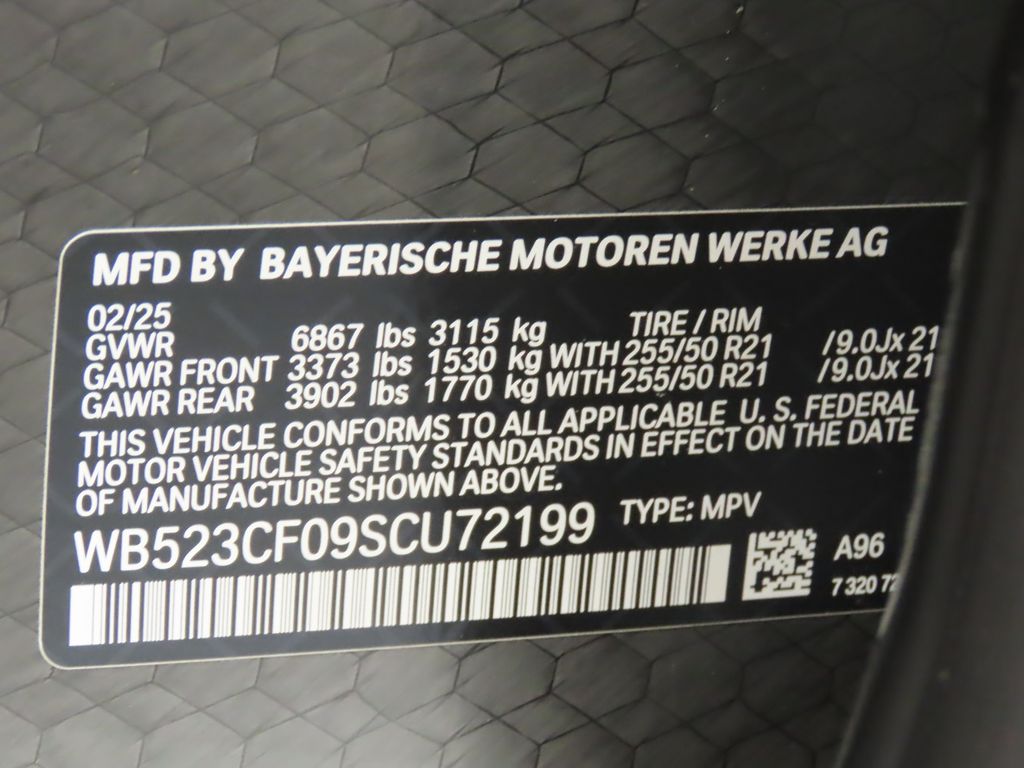 MFD BY BAYERISCHE MOTOREN WERKE AG
02/25 TIRE / RIM
GVWR 6867 lbs 3115 kg
GAWR FRONT 3373 lbs 1530 kg WITH 255/50 R21 /9.0Jx 21
GAWR REAR 3902 lbs 1770 kg WITH 255/50 R21 /9.0Jx 21
THIS VEHICLE CONFORMS TO ALL APPLICABLE U. S. FEDERAL
MOTOR VEHICLE SAFETY STANDARDS IN EFFECT ON THE DATE
OF MANUFACTURE SHOWN ABOVE.
WB523CF09SCU72199 TYPE: MPV
A96
7 320